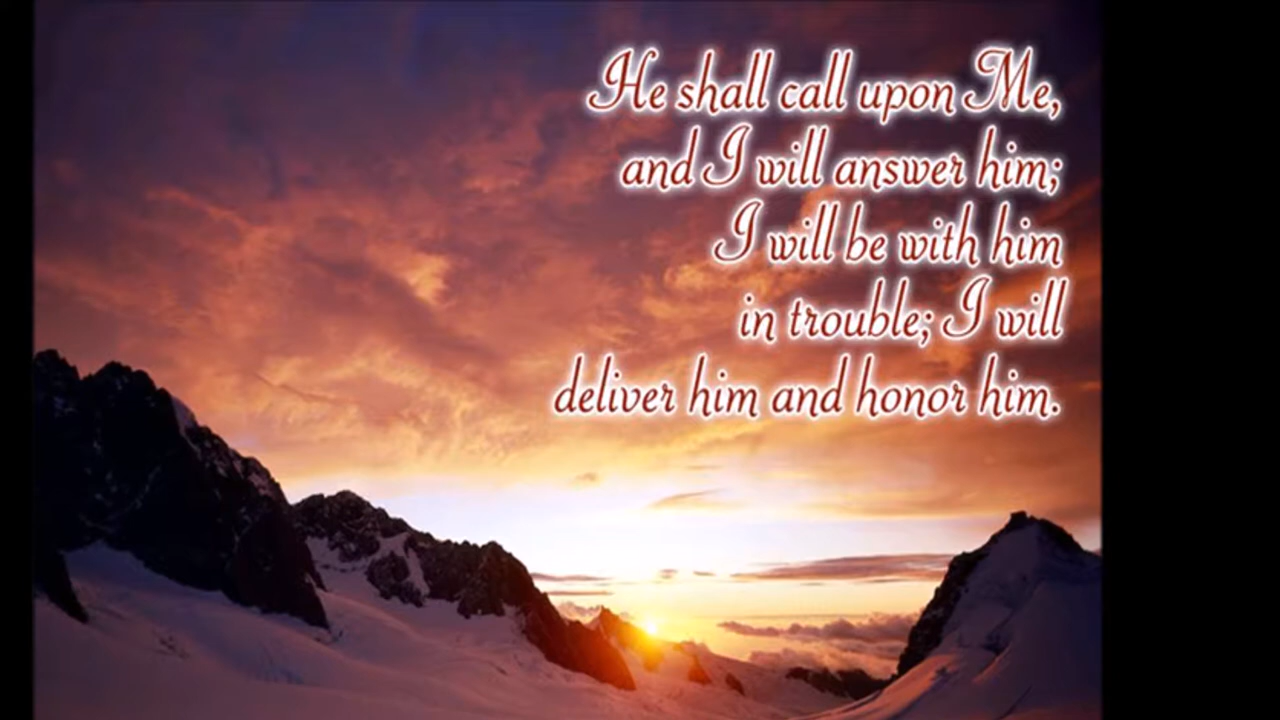 He shall call upon Me,
and I will answer him;
I will be with him
in trouble; I will
deliver him and honor him.